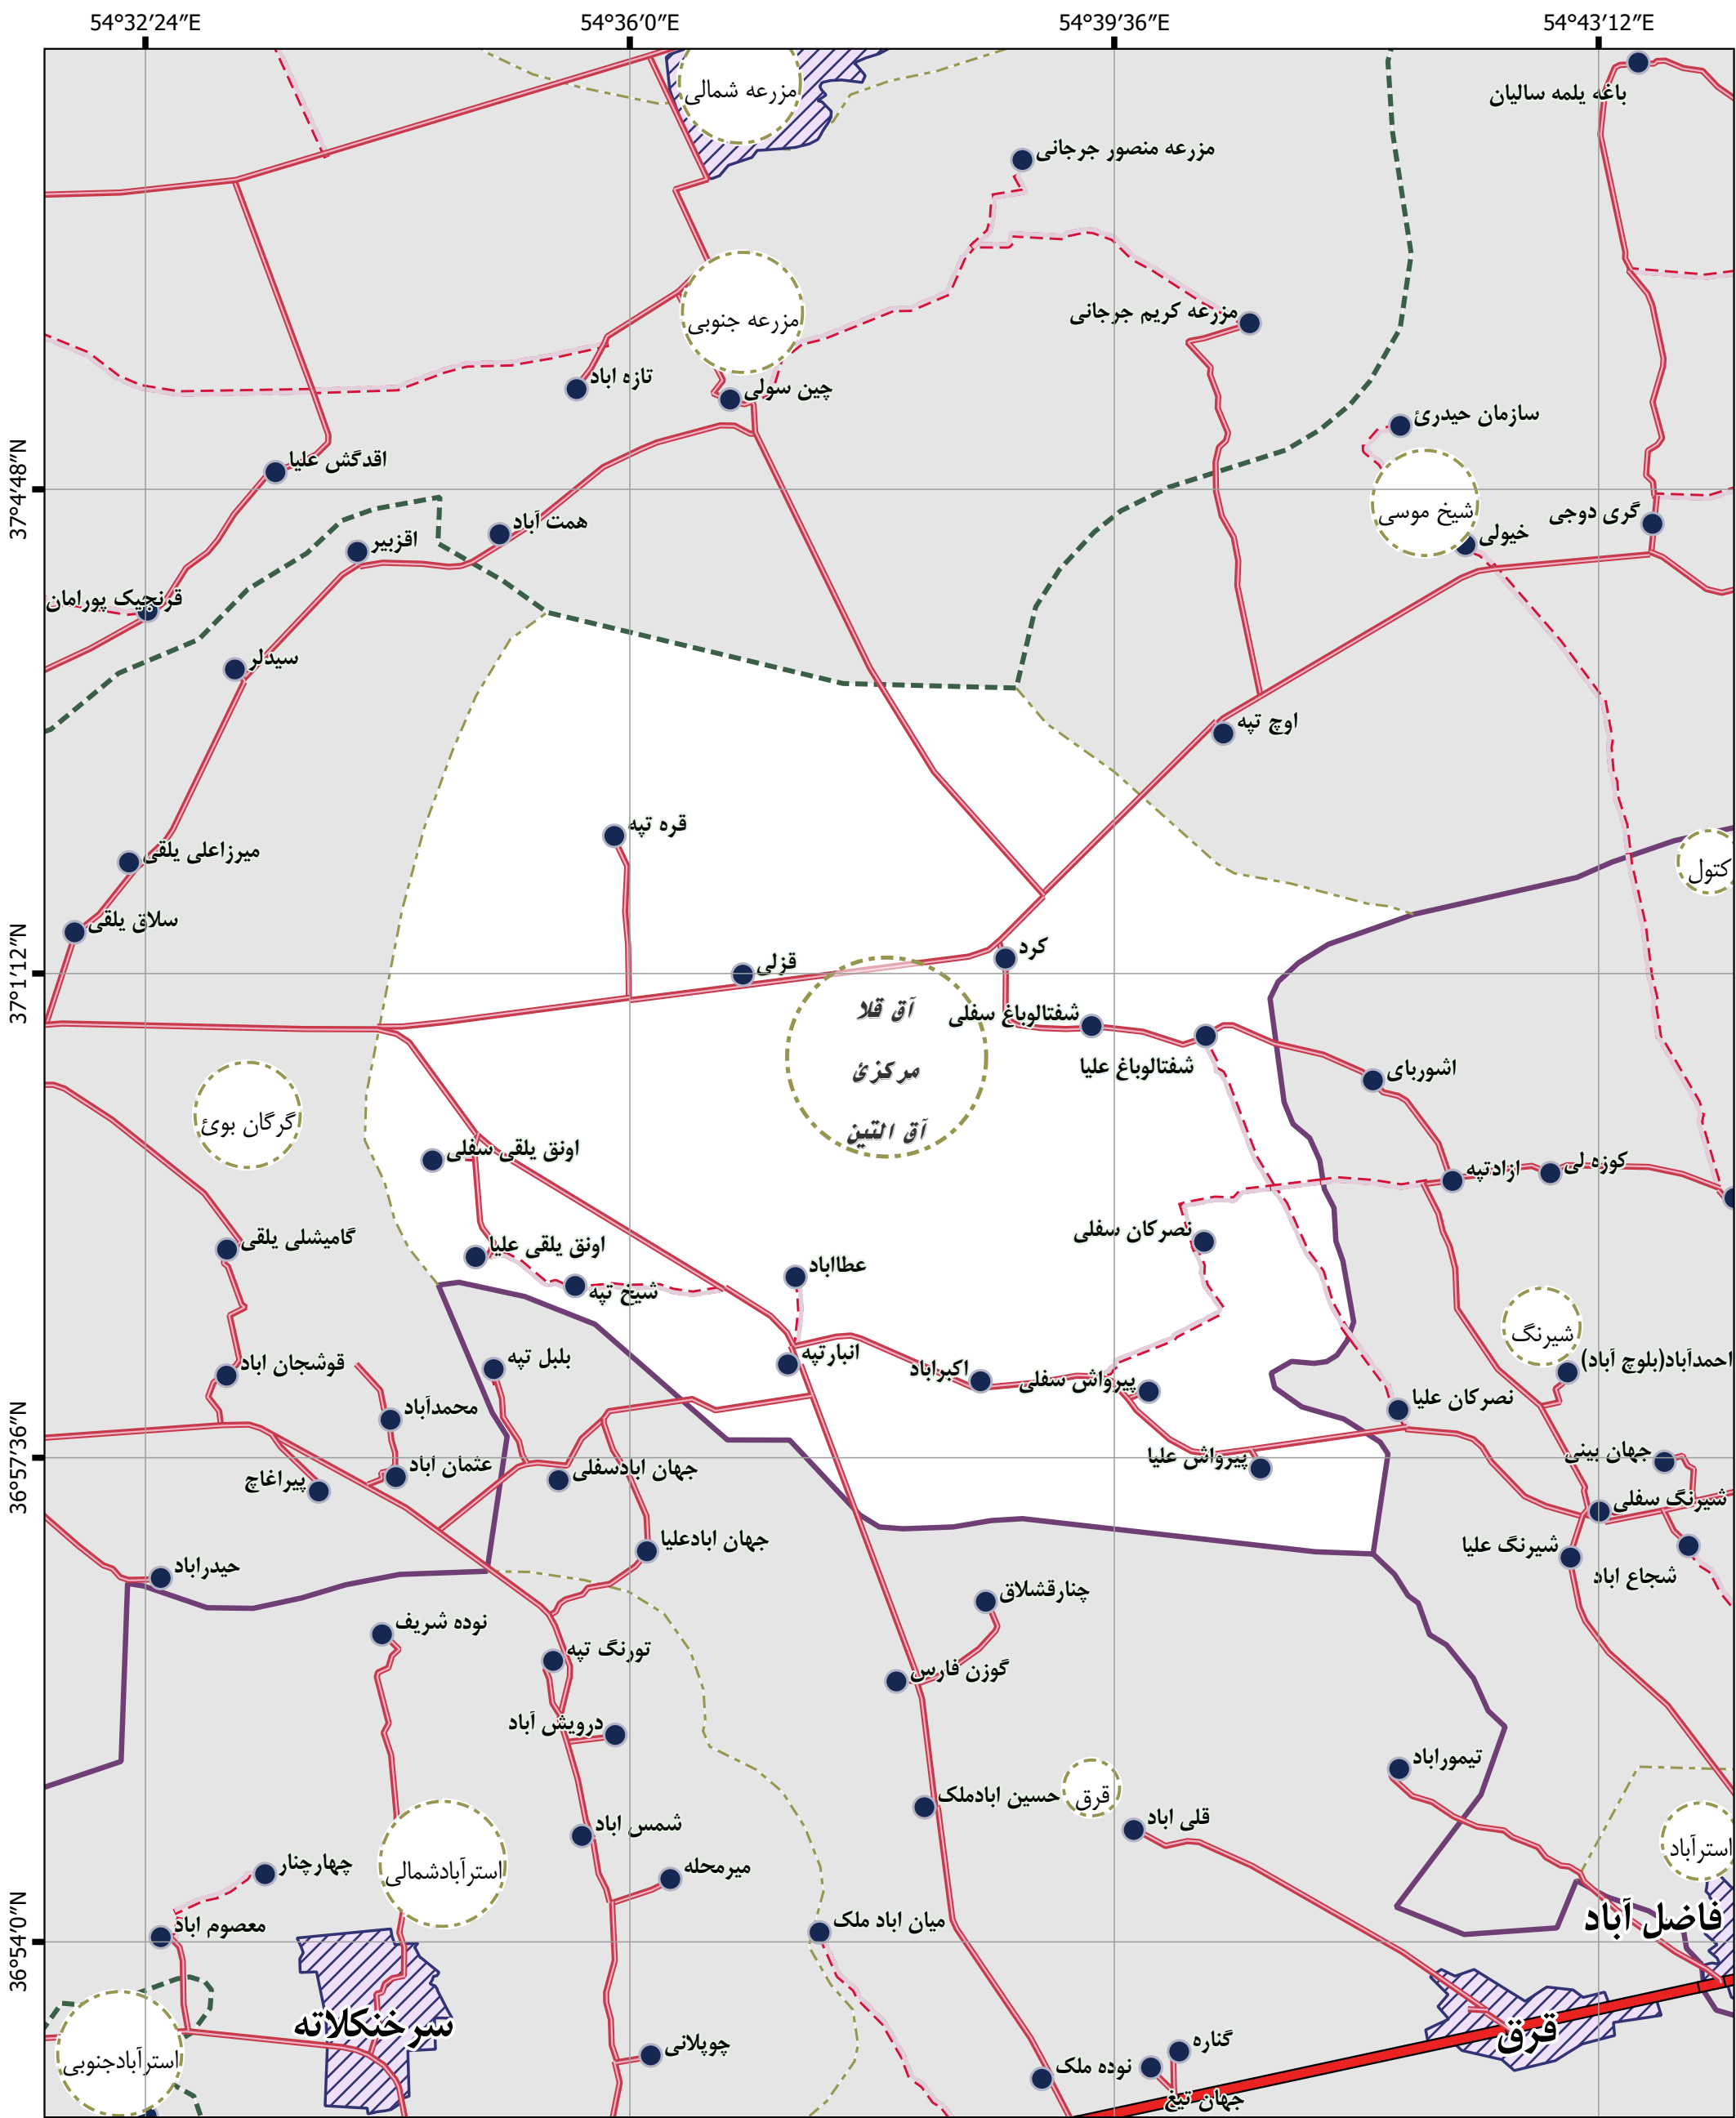 54°32′24″E
54°36′0″E
54°39′36″E
54°43′12″E
37°4′48″N
37°1′12″N
36°57′36″N
36°54′0″N
مزرعه شمالی
باغه یلمه سالیان
مزرعه منصور جرجانی
مزرعه جنوبی
مزرعه کریم جرجانی
تازه اباد
چین سولی
سازمان حیدرئ
اقدگش علیا
شیخ موسی
گری دوجی
همت آباد
خیولی
اقزبیر
قرنجیک پورامان
سیدلر
اوچ تپه
قره تپه
میرزاعلی یلقی
کتول
سلاق یلقی
کرد
قزلی
آق قلا
مرکزئ
آق التین
شفتالوباغ سفلی
شفتالوباغ علیا
اشوربای
گرگان بوئ
اونق یلقی سفلی
ازادتپه
کوزه لی
نصرکان سفلی
گامیشلی یلقی
اونق یلقی علیا
عطااباد
شیخ تپه
شیرنگ
انبارتپه
بلبل تپه
قوشجان اباد
اکبراباد
پیرواش سفلی
احمدآباد(بلوچ آباد)
نصرکان علیا
محمدآباد
جهان بینی
پیرواش علیا
عثمان اباد
جهان ابادسفلی
پیراغاچ
شیرنگ سفلی
جهان ابادعلیا
شیرنگ علیا
شجاع اباد
حیدراباد
چنارقشلاق
نوده شریف
تورنگ تپه
گوزن فارس
درویش آباد
تیموراباد
حسین ابادملک
قرق
قلی اباد
شمس اباد
استرآباد
میرمحله
چهارچنار
استرآبادشمالی
فاضل آباد
میان اباد ملک
معصوم اباد
سرخنکلاته
قرق
استرآبادجنوبی
چوپلانی
گناره
نوده ملک
جهان تیغ